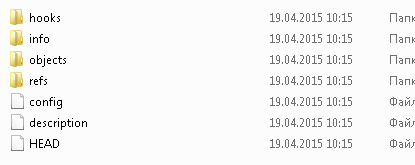 hooks 19.04.2015 10:15 Папк
info 19.04.2015 10:15 Папк
objects 19.04.2015 10:15 Папк
refs 19.04.2015 10:15 Папк
config 19.04.2015 10:15 Файл
description 19.04.2015 10:15 Файл
HEAD 19.04.2015 10:15 Файл